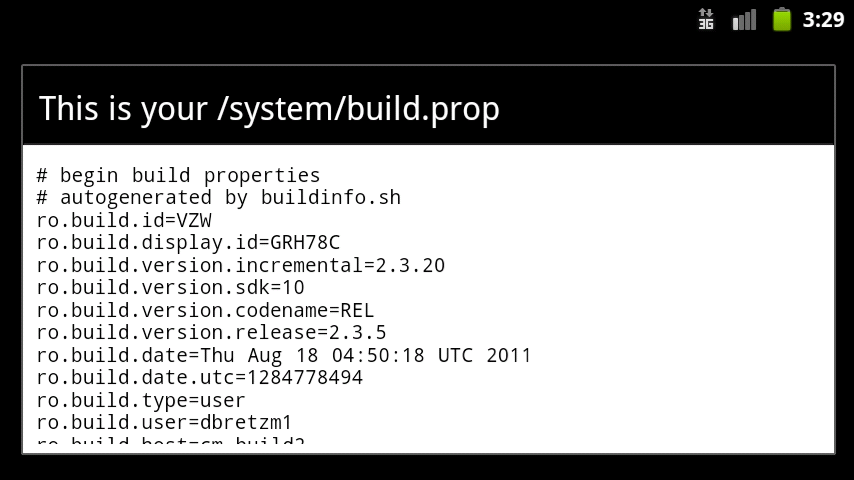 3G 3:29
This is your /system/build.prop
# begin build properties
# autogenerated by buildinfo.sh
ro.build.id=VZW
ro.build.display.id=GRH78C
ro.build.version.incremental=2.3.20
ro.build.version.sdk=10
ro.build.version.codename=REL
ro.build.version.release=2.3.5
ro.build.date=Thu Aug 18 04:50:18 UTC 2011
ro.build.date.utc=1284778494
ro.build.type=user
ro.build.user=dbretzm1